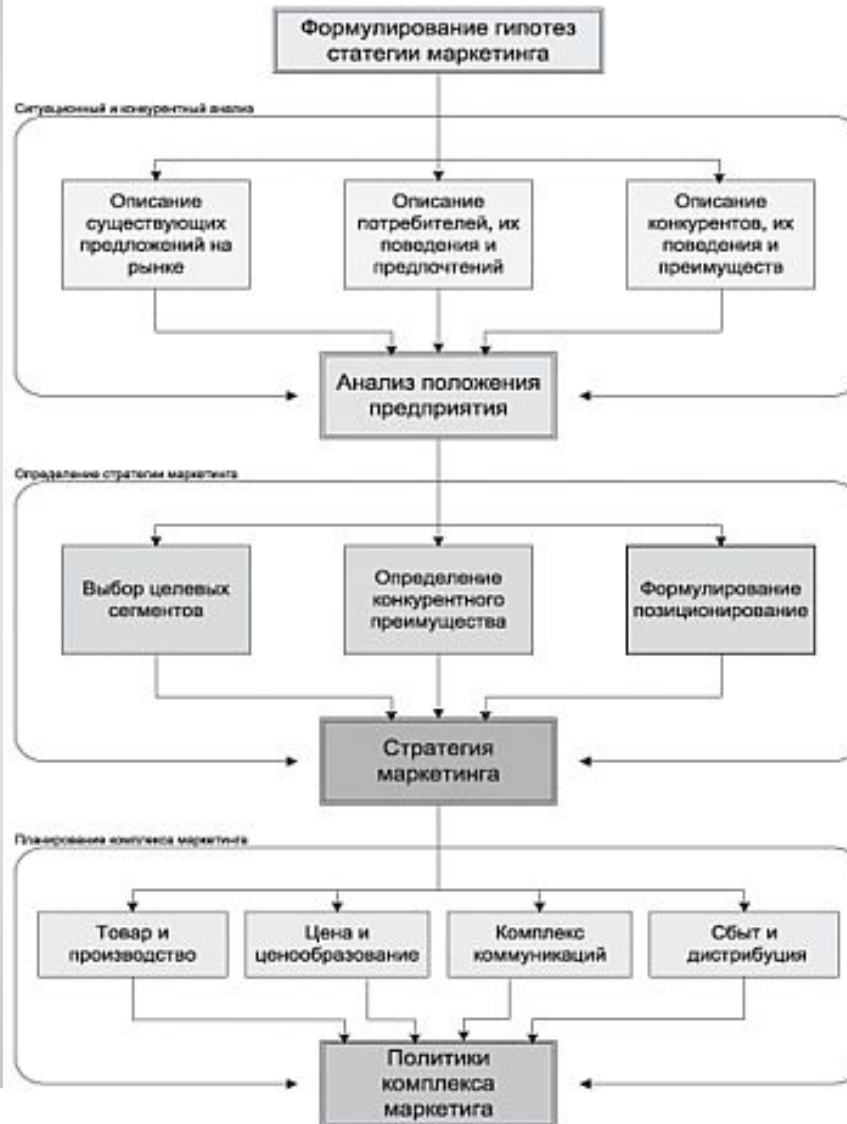 Формулирование гипотез
статегии маркетинга
Ситуационный и конкурентный анализ
Описание
существующих
предложений на
рынке
Описание
потребителей, их
поведения и
предпочтений
Описание
конкурентов, их
поведения и
преимуществ
Анализ положения
предприятия
Определение стратегии маркетинга
Выбор целевых
сегментов
Определение
конкурентного
преимущества
Формулирование
позиционирование
Стратегия
маркетинга
Планирование комплекса маркетинга
Товар и
производство
Цена и
ценообразование
Комплекс
коммуникаций
Сбыт и
дистрибуция
Политики
комплекса
маркетига